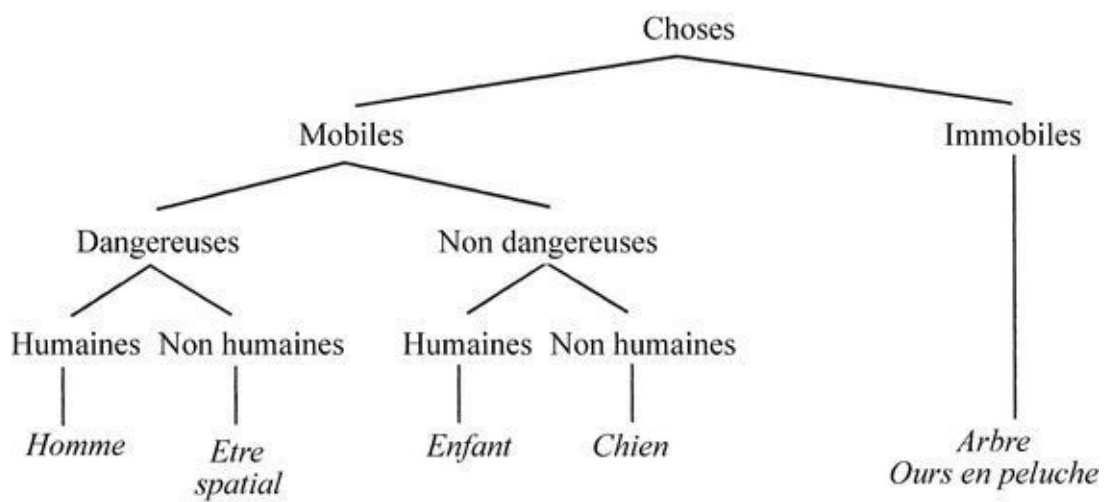 Choses
Mobiles
Immobiles
Dangereuses
Non dangereuses
Humaines
Non humaines
Humaines
Non humaines
Homme
Etre
spatial
Enfant
Chien
Arbre
Ours en peluche